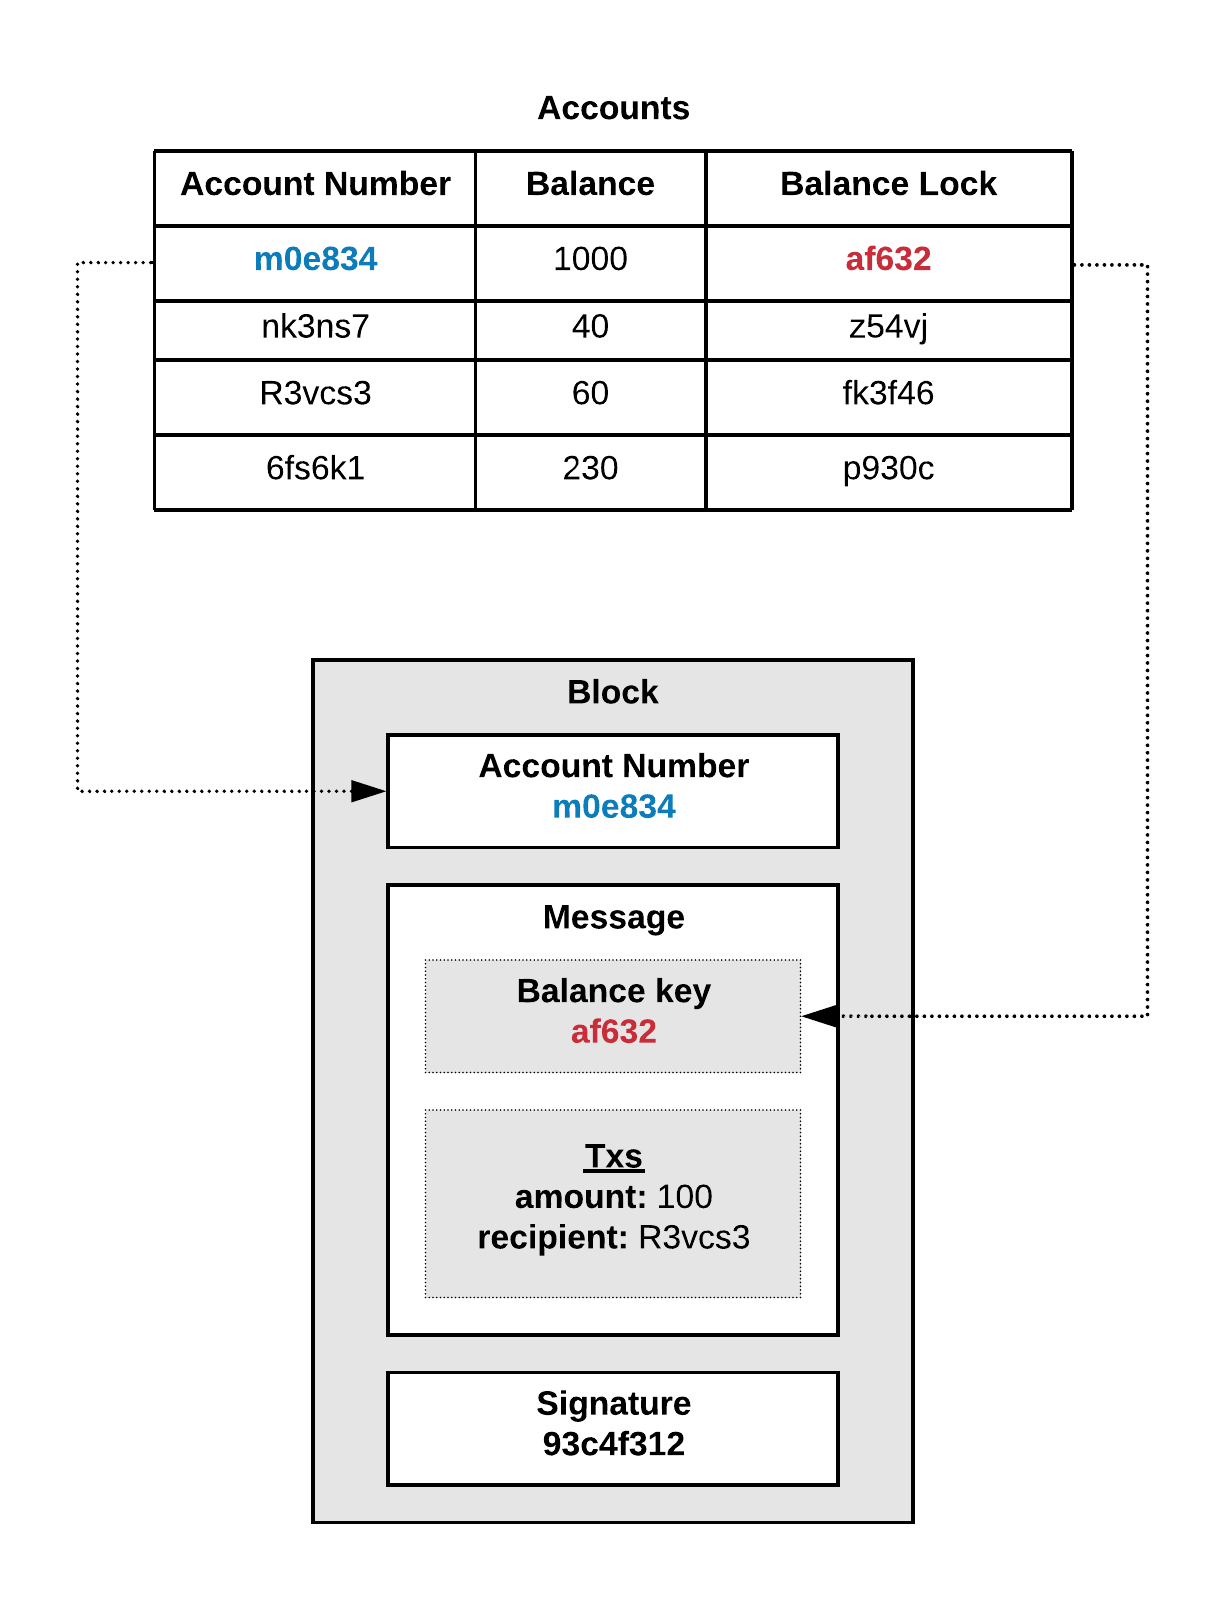 Accounts
Account Number Balance Balance Lock
m0e834 1000 af632
nk3ns7 40 z54vj
R3vcs3 60 fk3f46
6fs6k1 230 p930c
Block
Account Number
m0e834
Message
Balance key
af632
Txs
amount: 100
recipient: R3vcs3
Signature
93c4f312